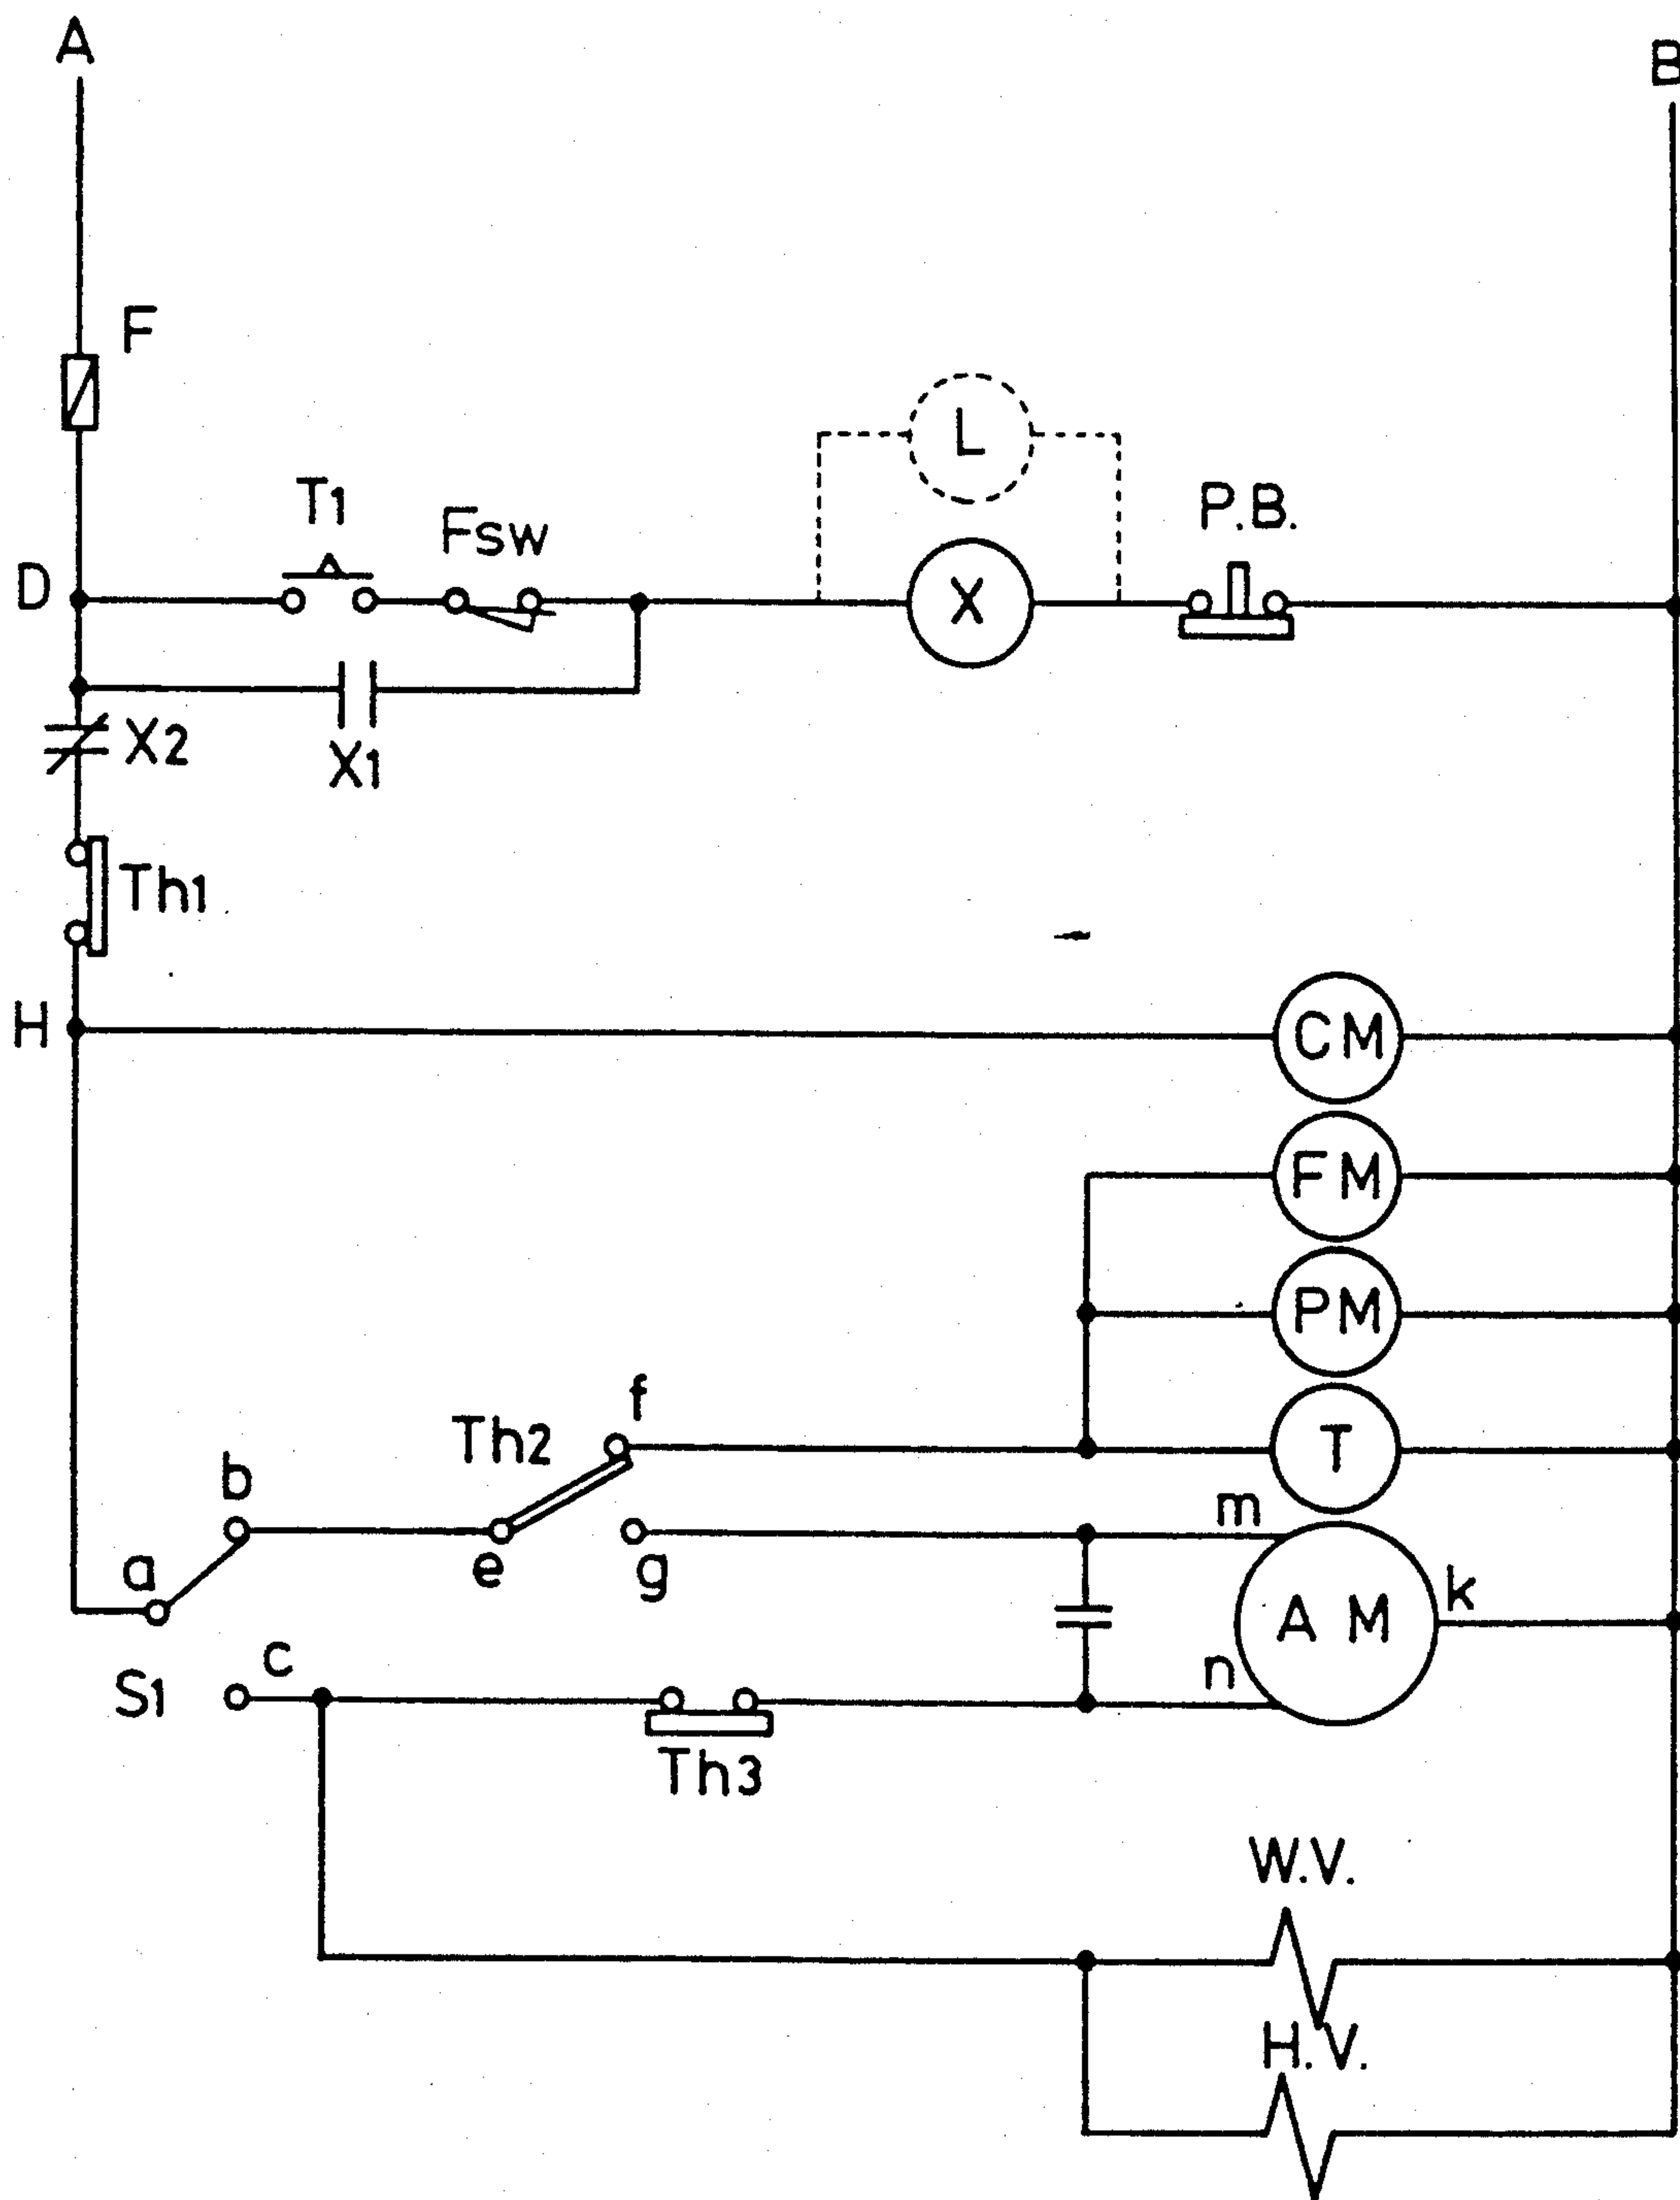 A
B
F
L
T1
Fsw
P.B.
D
X
X2
X1
Th1
H
CM
FM
PM
f
Th2
T
b
m
e
g
a
k
A M
c
n
S1
Th3
W.V.
H.V.